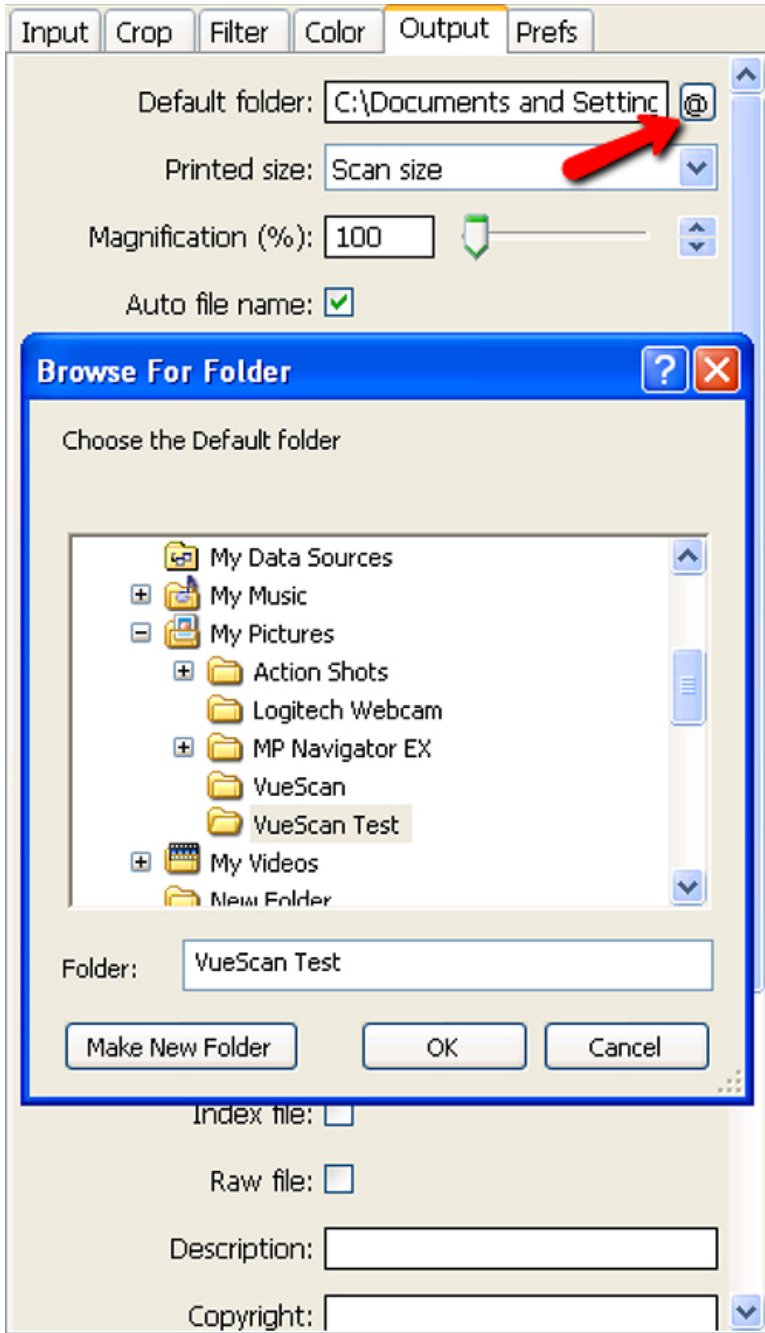 Input Crop Filter Color Output Prefs
Default folder: C:\Documents and Setting @
Printed size: Scan size
Magnification (%): 100
Auto file name:
Browse For Folder
Choose the Default folder
My Data Sources
My Music
My Pictures
Action Shots
Logitech Webcam
MP Navigator EX
VueScan
VueScan Test
My Videos
New Folder
Folder: VueScan Test
Make New Folder OK Cancel
Index file:
Raw file:
Description:
Copyright: